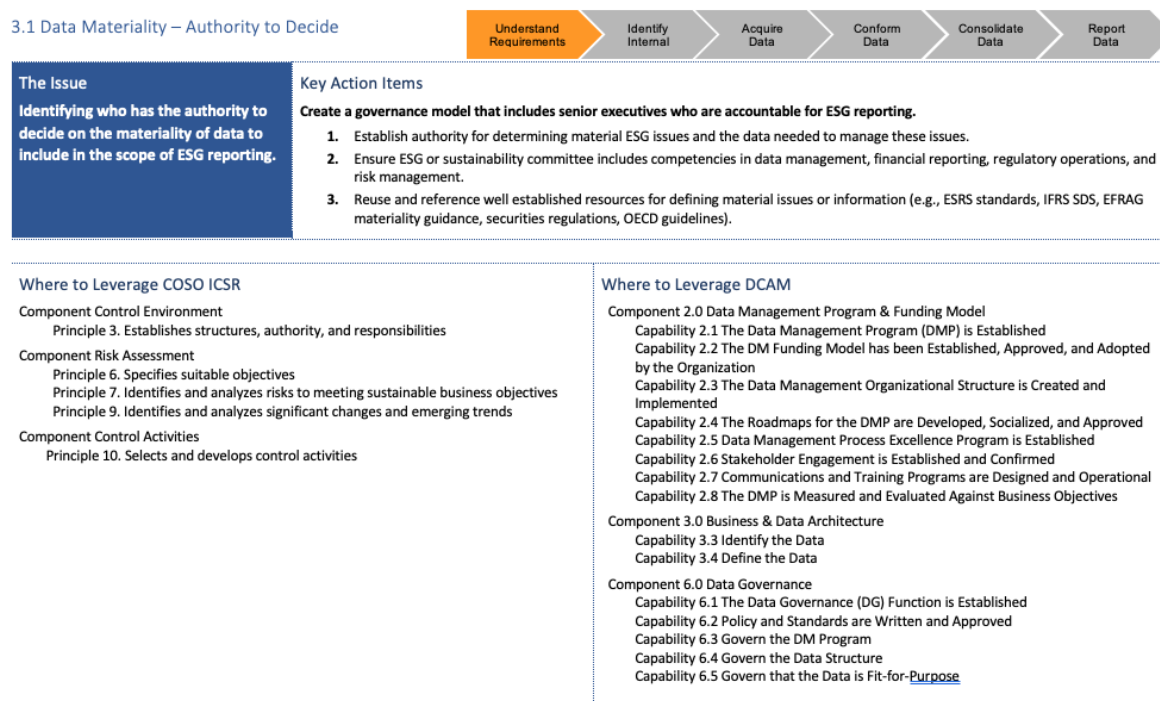 3.1 Data Materiality – Authority to Decide
Understand
Requirements
Identify
Internal
Acquire
Data
Conform
Data
Consolidate
Data
Report
Data
The Issue
Identifying who has the authority to
decide on the materiality of data to
include in the scope of ESG reporting.
Key Action Items
Create a governance model that includes senior executives who are accountable for ESG reporting.
1. Establish authority for determining material ESG issues and the data needed to manage these issues.
2. Ensure ESG or sustainability committee includes competencies in data management, financial reporting, regulatory operations, and
risk management.
3. Reuse and reference well established resources for defining material issues or information (e.g., ESRS standards, IFRS SDS, EFRAG
materiality guidance, securities regulations, OECD guidelines).
Where to Leverage COSO ICSR
Component Control Environment
Principle 3. Establishes structures, authority, and responsibilities
Component Risk Assessment
Principle 6. Specifies suitable objectives
Principle 7. Identifies and analyzes risks to meeting sustainable business objectives
Principle 9. Identifies and analyzes significant changes and emerging trends
Component Control Activities
Principle 10. Selects and develops control activities
Where to Leverage DCAM
Component 2.0 Data Management Program & Funding Model
Capability 2.1 The Data Management Program (DMP) is Established
Capability 2.2 The DM Funding Model has been Established, Approved, and Adopted
by the Organization
Capability 2.3 The Data Management Organizational Structure is Created and
Implemented
Capability 2.4 The Roadmaps for the DMP are Developed, Socialized, and Approved
Capability 2.5 Data Management Process Excellence Program is Established
Capability 2.6 Stakeholder Engagement is Established and Confirmed
Capability 2.7 Communications and Training Programs are Designed and Operational
Capability 2.8 The DMP is Measured and Evaluated Against Business Objectives
Component 3.0 Business & Data Architecture
Capability 3.3 Identify the Data
Capability 3.4 Define the Data
Component 6.0 Data Governance
Capability 6.1 The Data Governance (DG) Function is Established
Capability 6.2 Policy and Standards are Written and Approved
Capability 6.3 Govern the DM Program
Capability 6.4 Govern the Data Structure
Capability 6.5 Govern that the Data is Fit-for-Purpose